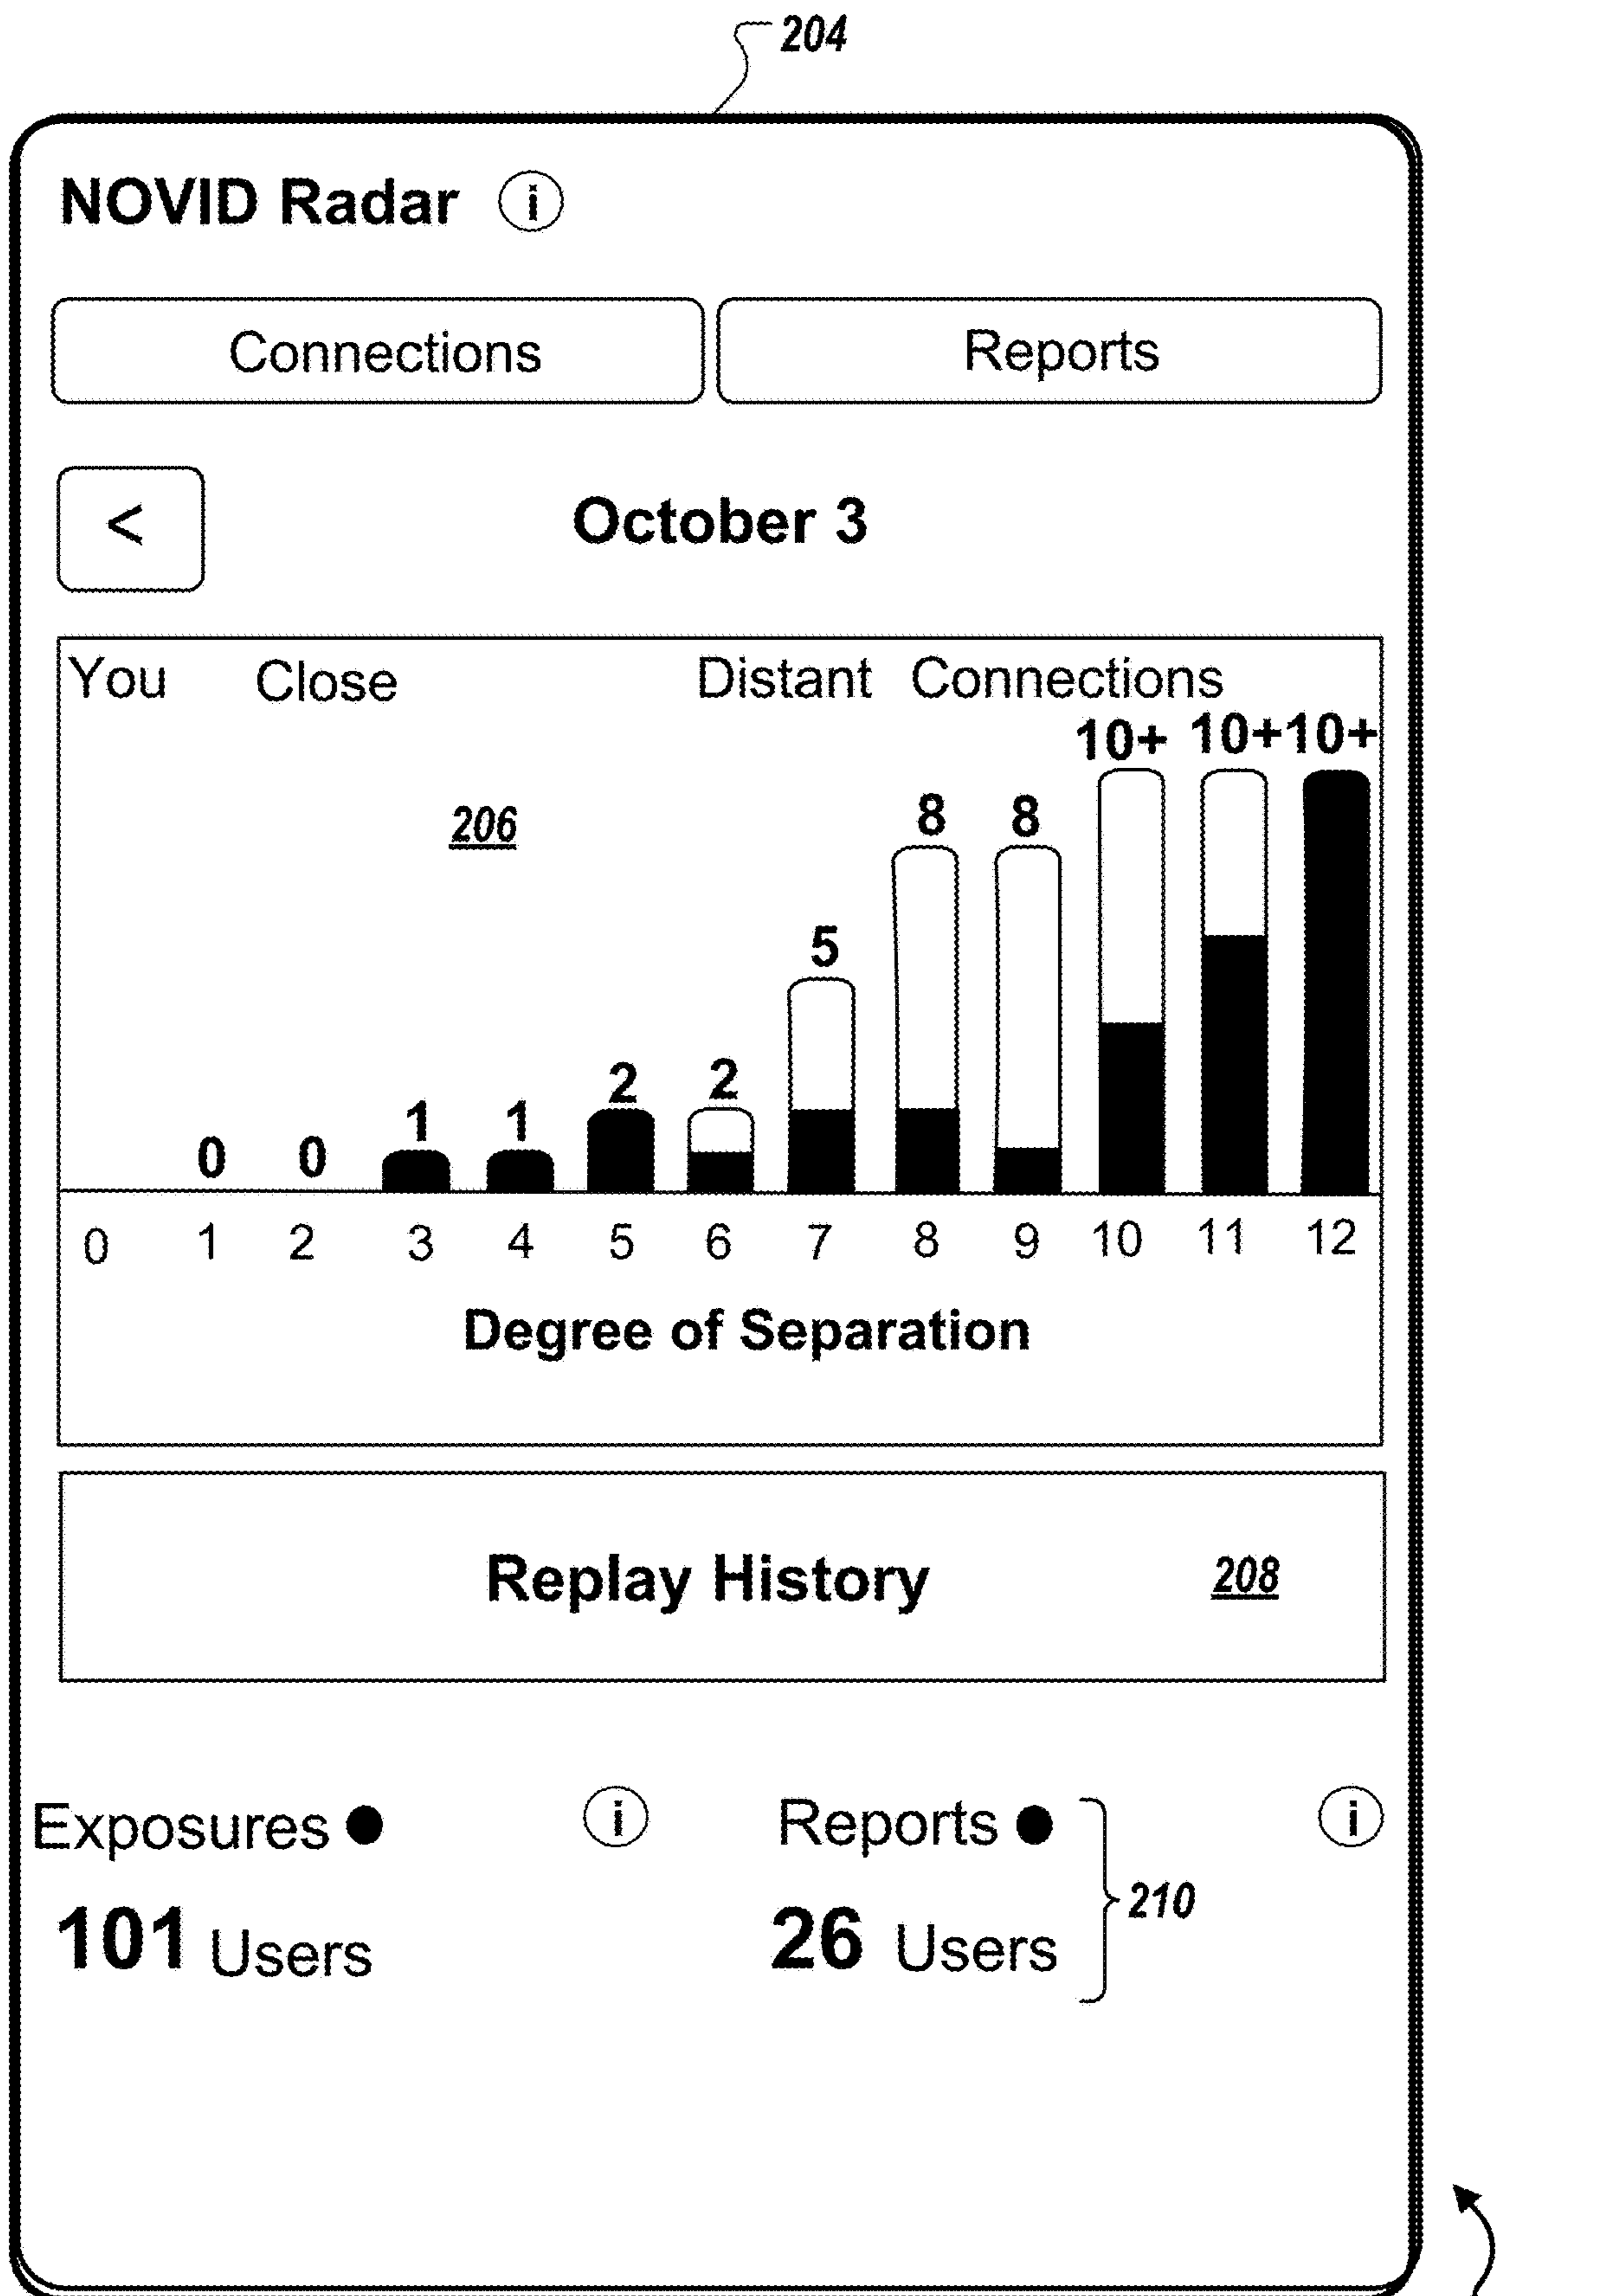 204
NOVID Radar i
Connections Reports
< October 3
You Close Distant Connections
10+ 10+ 10+
206 8 8
5
2 2
1 1
0 0
0 1 2 3 4 5 6 7 8 9 10 11 12
Degree of Separation
Replay History 208
Exposures ● i Reports ● i
210
101 Users 26 Users